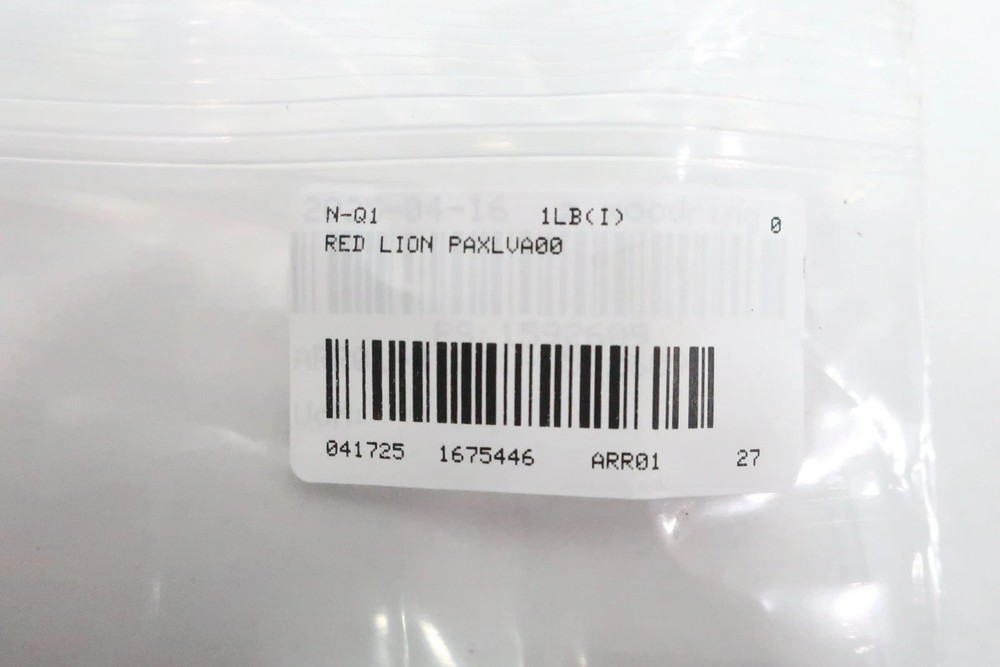 N-Q1 1LB(I) 0
RED LION PAXLVA00
041725 1675446 ARR01 27